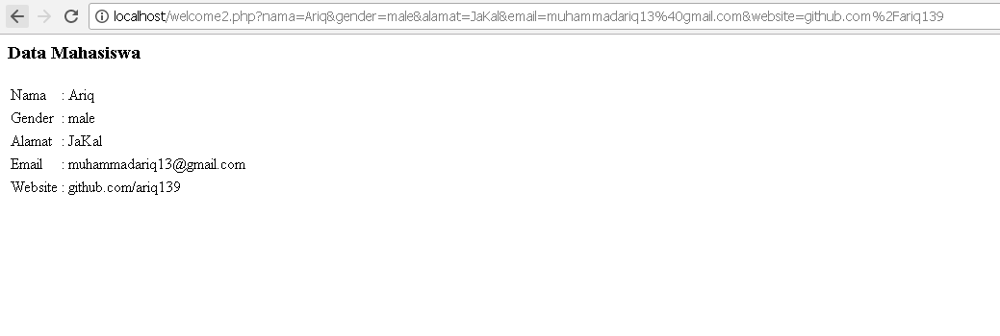 localhost/welcome2.php?nama=Ariq&gender=male&alamat=JaKal&email=muhammadariq13%40gmail.com&website=github.com%2Fariq139
Data Mahasiswa
Nama : Ariq
Gender : male
Alamat : JaKal
Email : muhammadariq13@gmail.com
Website : github.com/ariq139